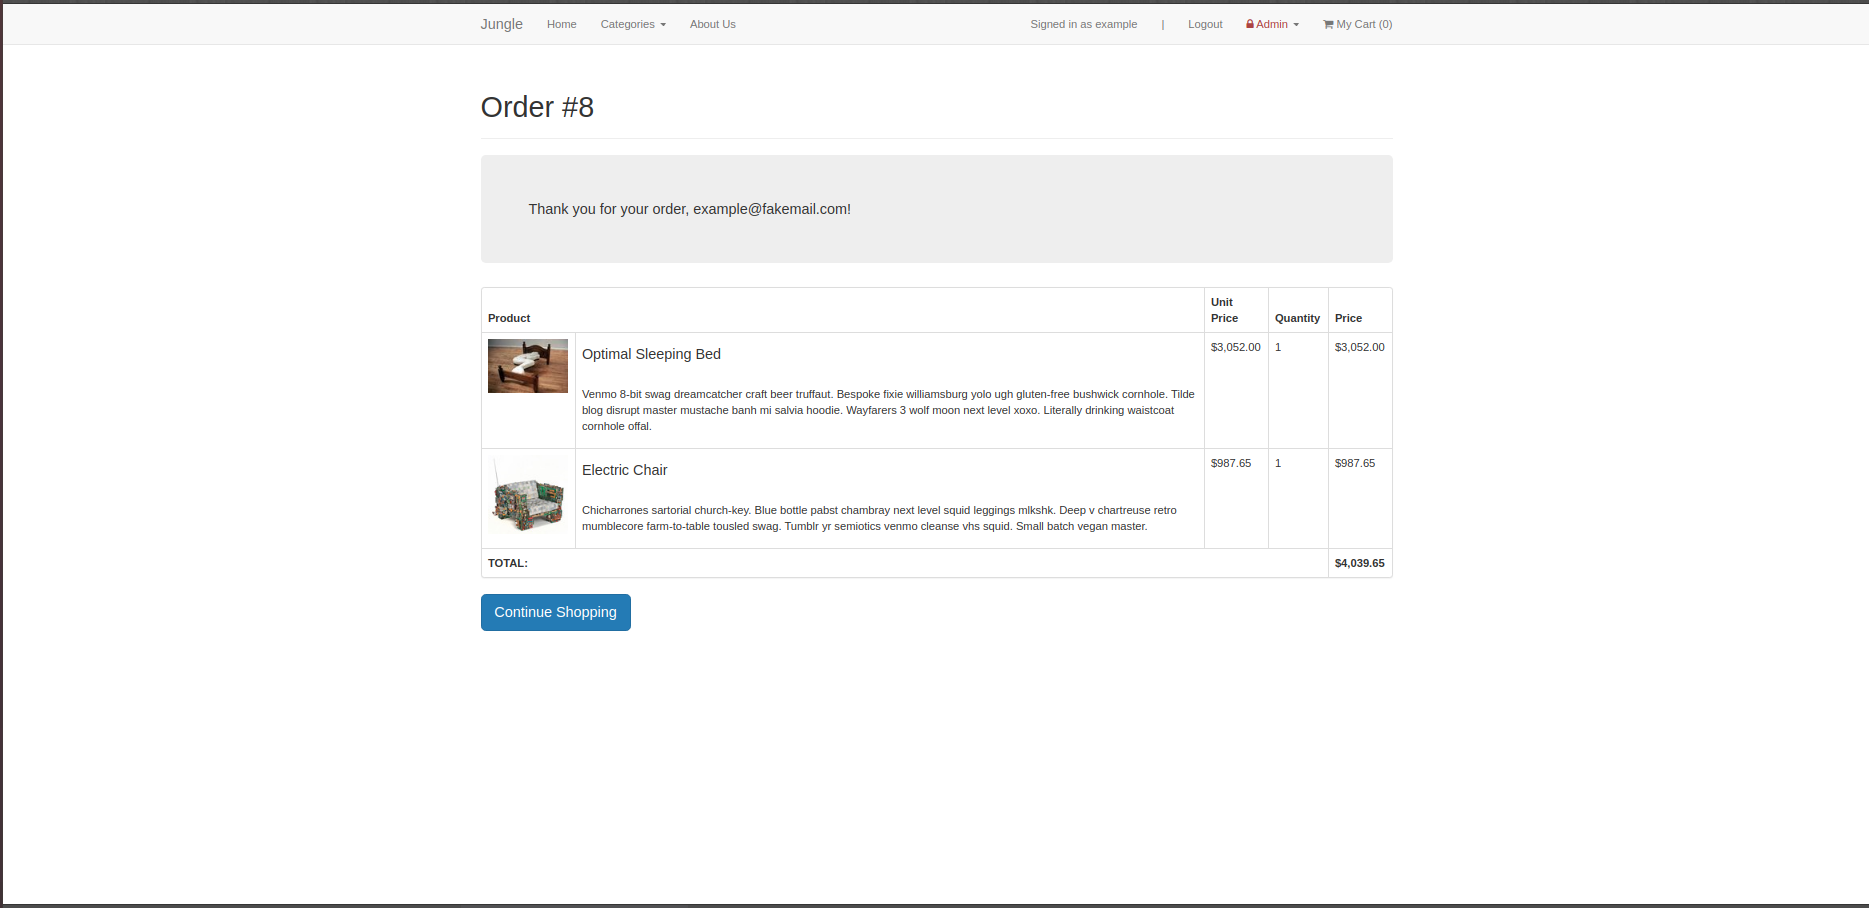 Jungle Home Categories About Us Signed in as example | Logout Admin My Cart (0)
Order #8
Thank you for your order, example@fakemail.com!
Product Unit Price Quantity Price
Optimal Sleeping Bed $3,052.00 1 $3,052.00
Venmo 8-bit swag dreamcatcher craft beer truffaut. Bespoke fixie williamsburg yolo ugh gluten-free bushwick cornhole. Tilde
blog disrupt master mustache banh mi salvia hoodie. Wayfarers 3 wolf moon next level xoxo. Literally drinking waistcoat
cornhole offal.
Electric Chair $987.65 1 $987.65
Chicharrones sartorial church-key. Blue bottle pabst chambray next level squid leggings mlkshk. Deep v chartreuse retro
mumblecore farm-to-table tousled swag. Tumblr yr semiotics venmo cleanse vhs squid. Small batch vegan master.
TOTAL: $4,039.65
Continue Shopping